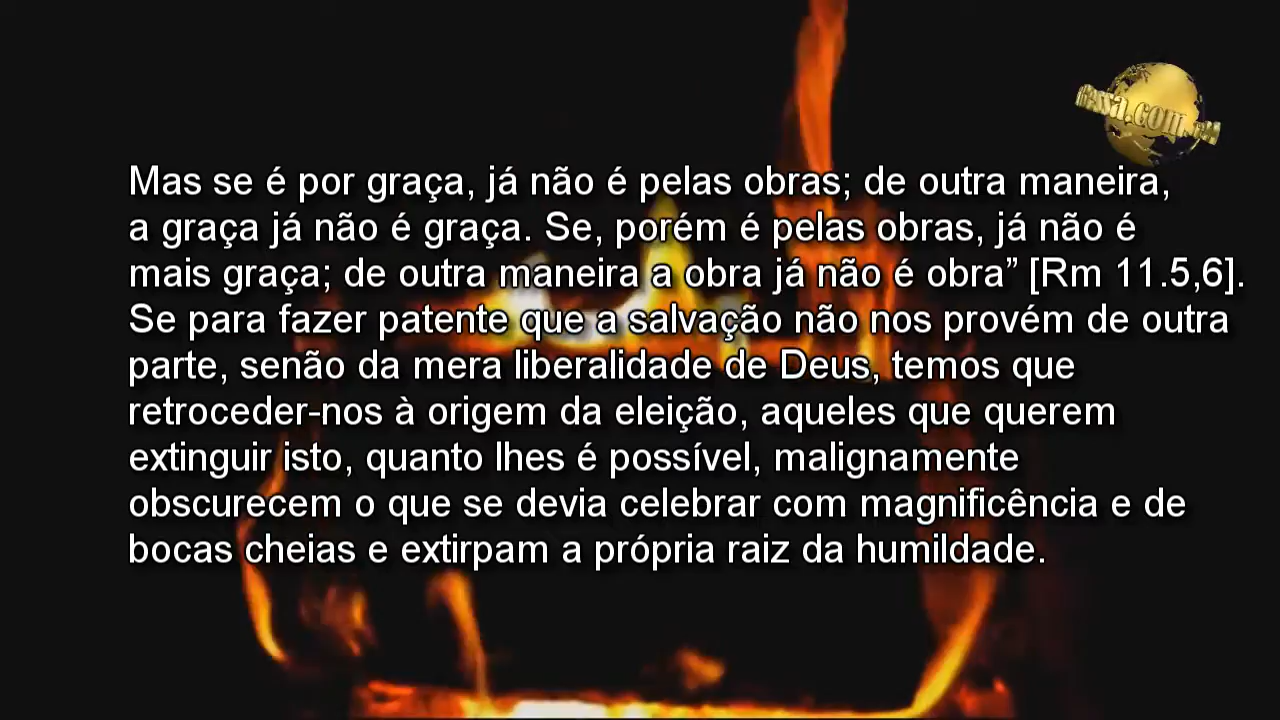 Mas se é por graça, já não é pelas obras; de outra maneira,
a graça já não é graça. Se, porém é pelas obras, já não é
mais graça; de outra maneira a obra já não é obra” [Rm 11.5,6].
Se para fazer patente que a salvação não nos provém de outra
parte, senão da mera liberalidade de Deus, temos que
retroceder-nos à origem da eleição, aqueles que querem
extinguir isto, quanto lhes é possível, malignamente
obscurecem o que se devia celebrar com magnificência e de
bocas cheias e extirpam a própria raiz da humildade.